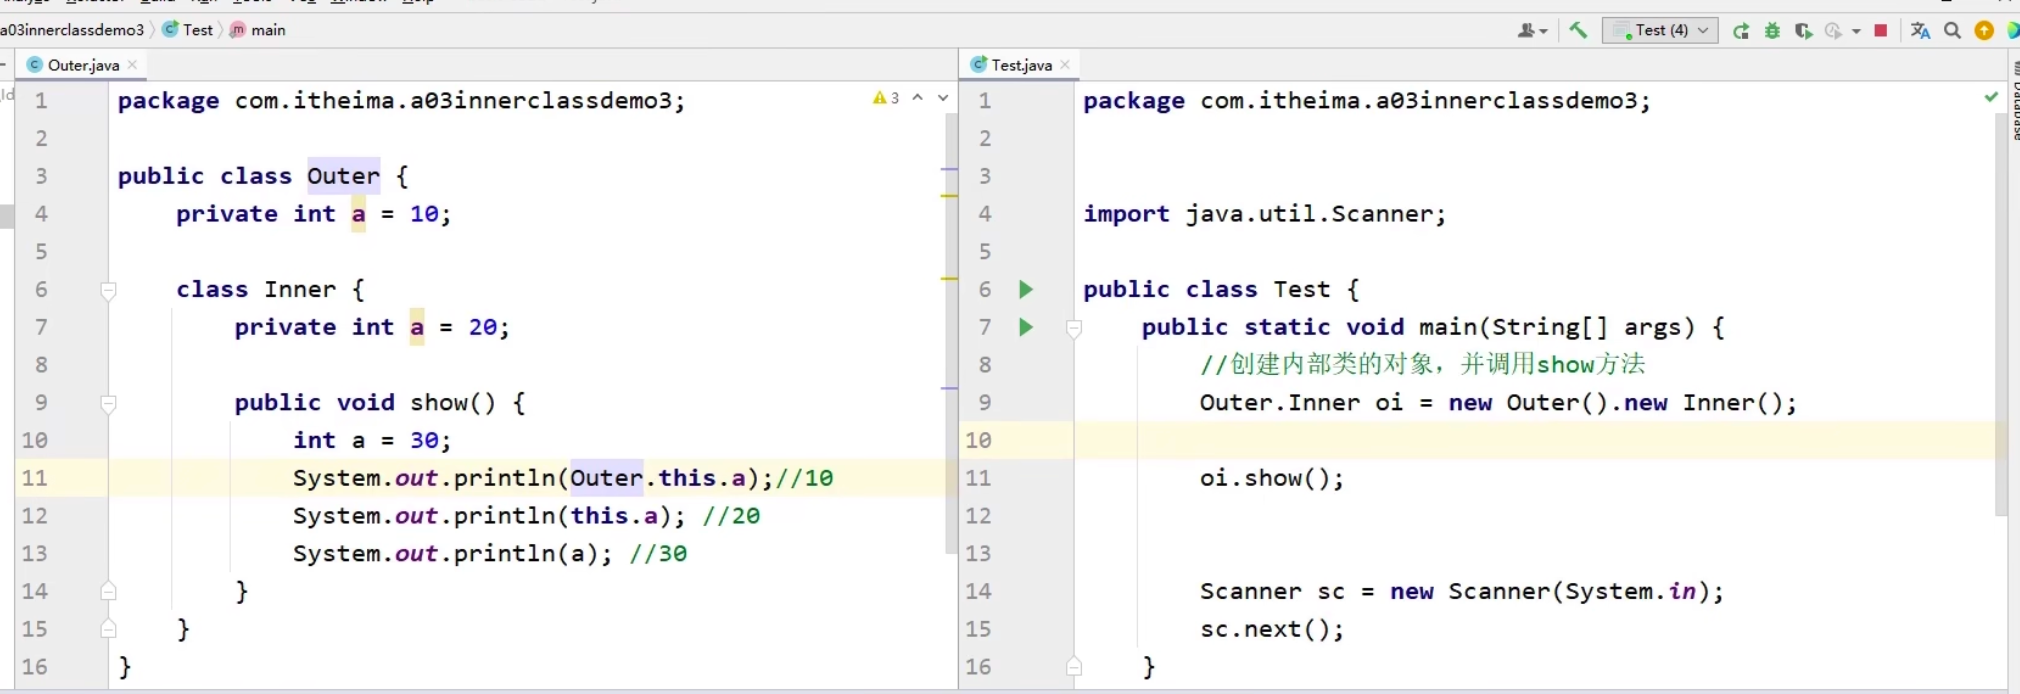 a03innerclassdemo3 Test main
Test (4)
Outer.java
Test.java
3
1 package com.itheima.a03innerclassdemo3;
2
3 public class Outer {
4 private int a = 10;
5
6 class Inner {
7 private int a = 20;
8
9 public void show() {
10 int a = 30;
11 System.out.println(Outer.this.a);//10
12 System.out.println(this.a); //20
13 System.out.println(a); //30
14 }
15 }
16 }
1 package com.itheima.a03innerclassdemo3;
2
3
4 import java.util.Scanner;
5
6 public class Test {
7 public static void main(String[] args) {
8 //创建内部类的对象，并调用show方法
9 Outer.Inner oi = new Outer().new Inner();
10
11 oi.show();
12
13
14 Scanner sc = new Scanner(System.in);
15 sc.next();
16 }
Database